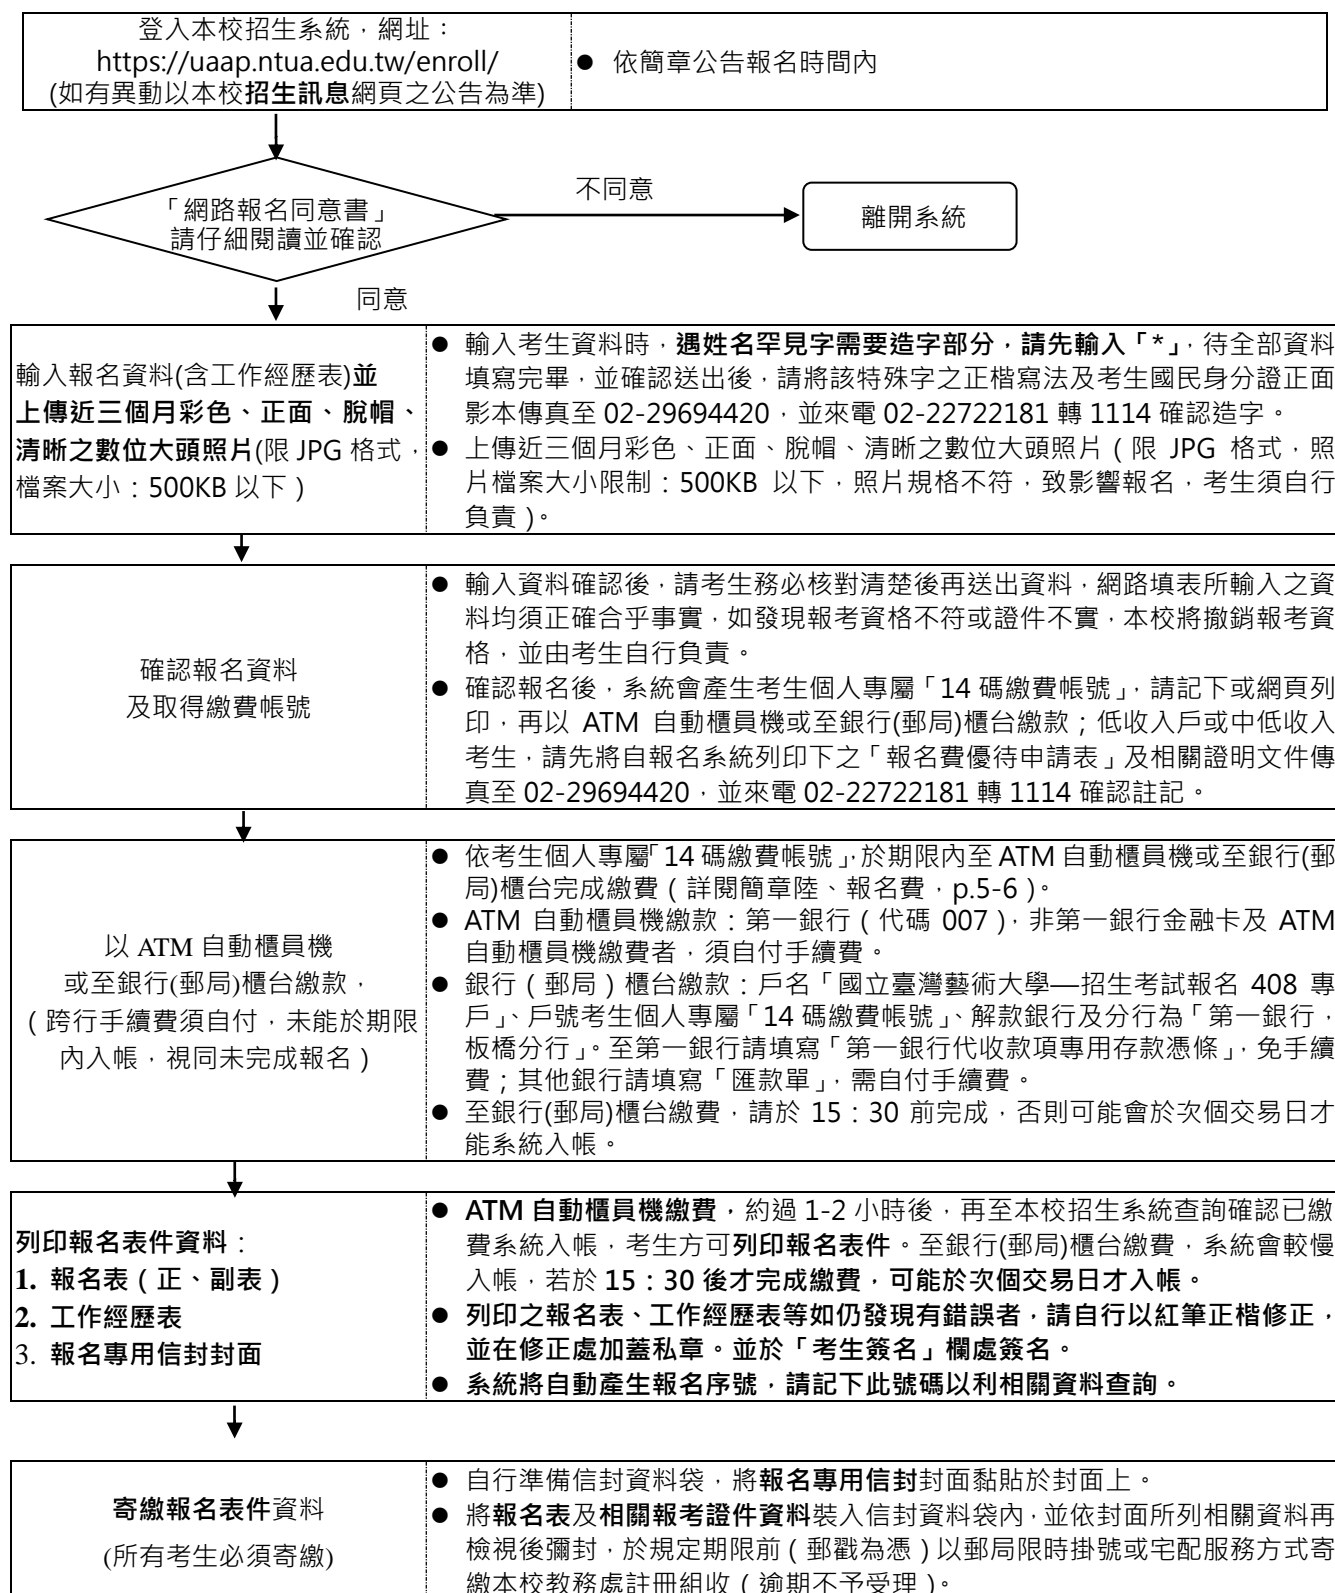 登入本校招生系統，網址：
https://uaap.ntua.edu.tw/enroll/
(如有異動以本校招生訊息網頁之公告為準)
● 依簡章公告報名時間內
「網路報名同意書」
請仔細閱讀並確認
不同意
離開系統
同意
輸入報名資料(含工作經歷表)並
上傳近三個月彩色、正面、脫帽、
清晰之數位大頭照片(限 JPG 格式，
檔案大小：500KB 以下）
● 輸入考生資料時，遇姓名罕見字需要造字部分，請先輸入「*」，待全部資料
填寫完畢，並確認送出後，請將該特殊字之正楷寫法及考生國民身分證正面
影本傳真至 02-29694420，並來電 02-22722181 轉 1114 確認造字。
● 上傳近三個月彩色、正面、脫帽、清晰之數位大頭照片（限 JPG 格式，照
片檔案大小限制：500KB 以下，照片規格不符，致影響報名，考生須自行
負責）。
確認報名資料
及取得繳費帳號
● 輸入資料確認後，請考生務必核對清楚後再送出資料，網路填表所輸入之資
料均須正確合乎事實，如發現報考資格不符或證件不實，本校將撤銷報考資
格，並由考生自行負責。
● 確認報名後，系統會產生考生個人專屬「14 碼繳費帳號」，請記下或網頁列
印，再以 ATM 自動櫃員機或至銀行(郵局)櫃台繳款；低收入戶或中低收入
考生，請先將自報名系統列印下之「報名費優待申請表」及相關證明文件傳
真至 02-29694420，並來電 02-22722181 轉 1114 確認註記。
以 ATM 自動櫃員機
或至銀行(郵局)櫃台繳款，
（跨行手續費須自付，未能於期限
內入帳，視同未完成報名）
● 依考生個人專屬「14 碼繳費帳號」，於期限內至 ATM 自動櫃員機或至銀行(郵
局)櫃台完成繳費（詳閱簡章陸、報名費，p.5-6）。
● ATM 自動櫃員機繳款：第一銀行（代碼 007），非第一銀行金融卡及 ATM
自動櫃員機繳費者，須自付手續費。
● 銀行（郵局）櫃台繳款：戶名「國立臺灣藝術大學—招生考試報名 408 專
戶」、戶號考生個人專屬「14 碼繳費帳號」、解款銀行及分行為「第一銀行，
板橋分行」。至第一銀行請填寫「第一銀行代收款項專用存款憑條」，免手續
費；其他銀行請填寫「匯款單」，需自付手續費。
● 至銀行(郵局)櫃台繳費，請於 15：30 前完成，否則可能會於次個交易日才
能系統入帳。
列印報名表件資料：
1. 報名表（正、副表）
2. 工作經歷表
3. 報名專用信封封面
● ATM 自動櫃員機繳費，約過 1-2 小時後，再至本校招生系統查詢確認已繳
費系統入帳，考生方可列印報名表件。至銀行(郵局)櫃台繳費，系統會較慢
入帳，若於 15：30 後才完成繳費，可能於次個交易日才入帳。
● 列印之報名表、工作經歷表等如仍發現有錯誤者，請自行以紅筆正楷修正，
並在修正處加蓋私章。並於「考生簽名」欄處簽名。
● 系統將自動產生報名序號，請記下此號碼以利相關資料查詢。
寄繳報名表件資料
(所有考生必須寄繳)
● 自行準備信封資料袋，將報名專用信封封面黏貼於封面上。
● 將報名表及相關報考證件資料裝入信封資料袋內，並依封面所列相關資料再
檢視後彌封，於規定期限前（郵戳為憑）以郵局限時掛號或宅配服務方式寄
繳本校教務處註冊組收（逾期不予受理）。